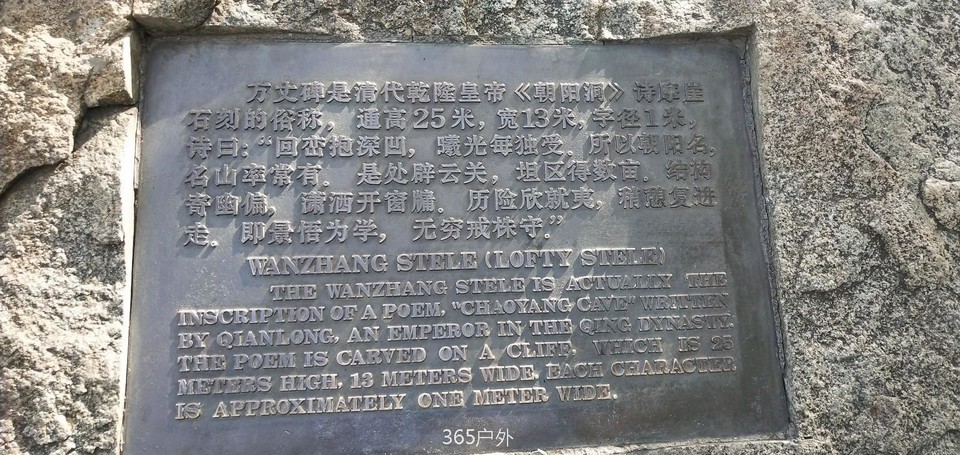 万丈碑是清代乾隆皇帝《朝阳洞》诗摩崖
石刻的俗称，通高25米，宽13米，字径1米，
诗曰：“回峦抱深凹，曦光每独受。所以朝阳名，
名山率常有。是处辟云关，坦区得数亩。结构
寄幽偏，潇洒开窗牖。历险欣就夷，稍憩复进
走。即景悟为学，无穷戒株守。”
WANZHANG STELE (LOFTY STELE)
THE WANZHANG STELE IS ACTUALLY THE
INSCRIPTION OF A POEM, "CHAOYANG CAVE" WRITTEN
BY QIANLONG, AN EMPEROR IN THE QING DYNASTY.
THE POEM IS CARVED ON A CLIFF, WHICH IS 25
METERS HIGH, 13 METERS WIDE, EACH CHARACTER
IS APPROXIMATELY ONE METER WIDE.
365户外